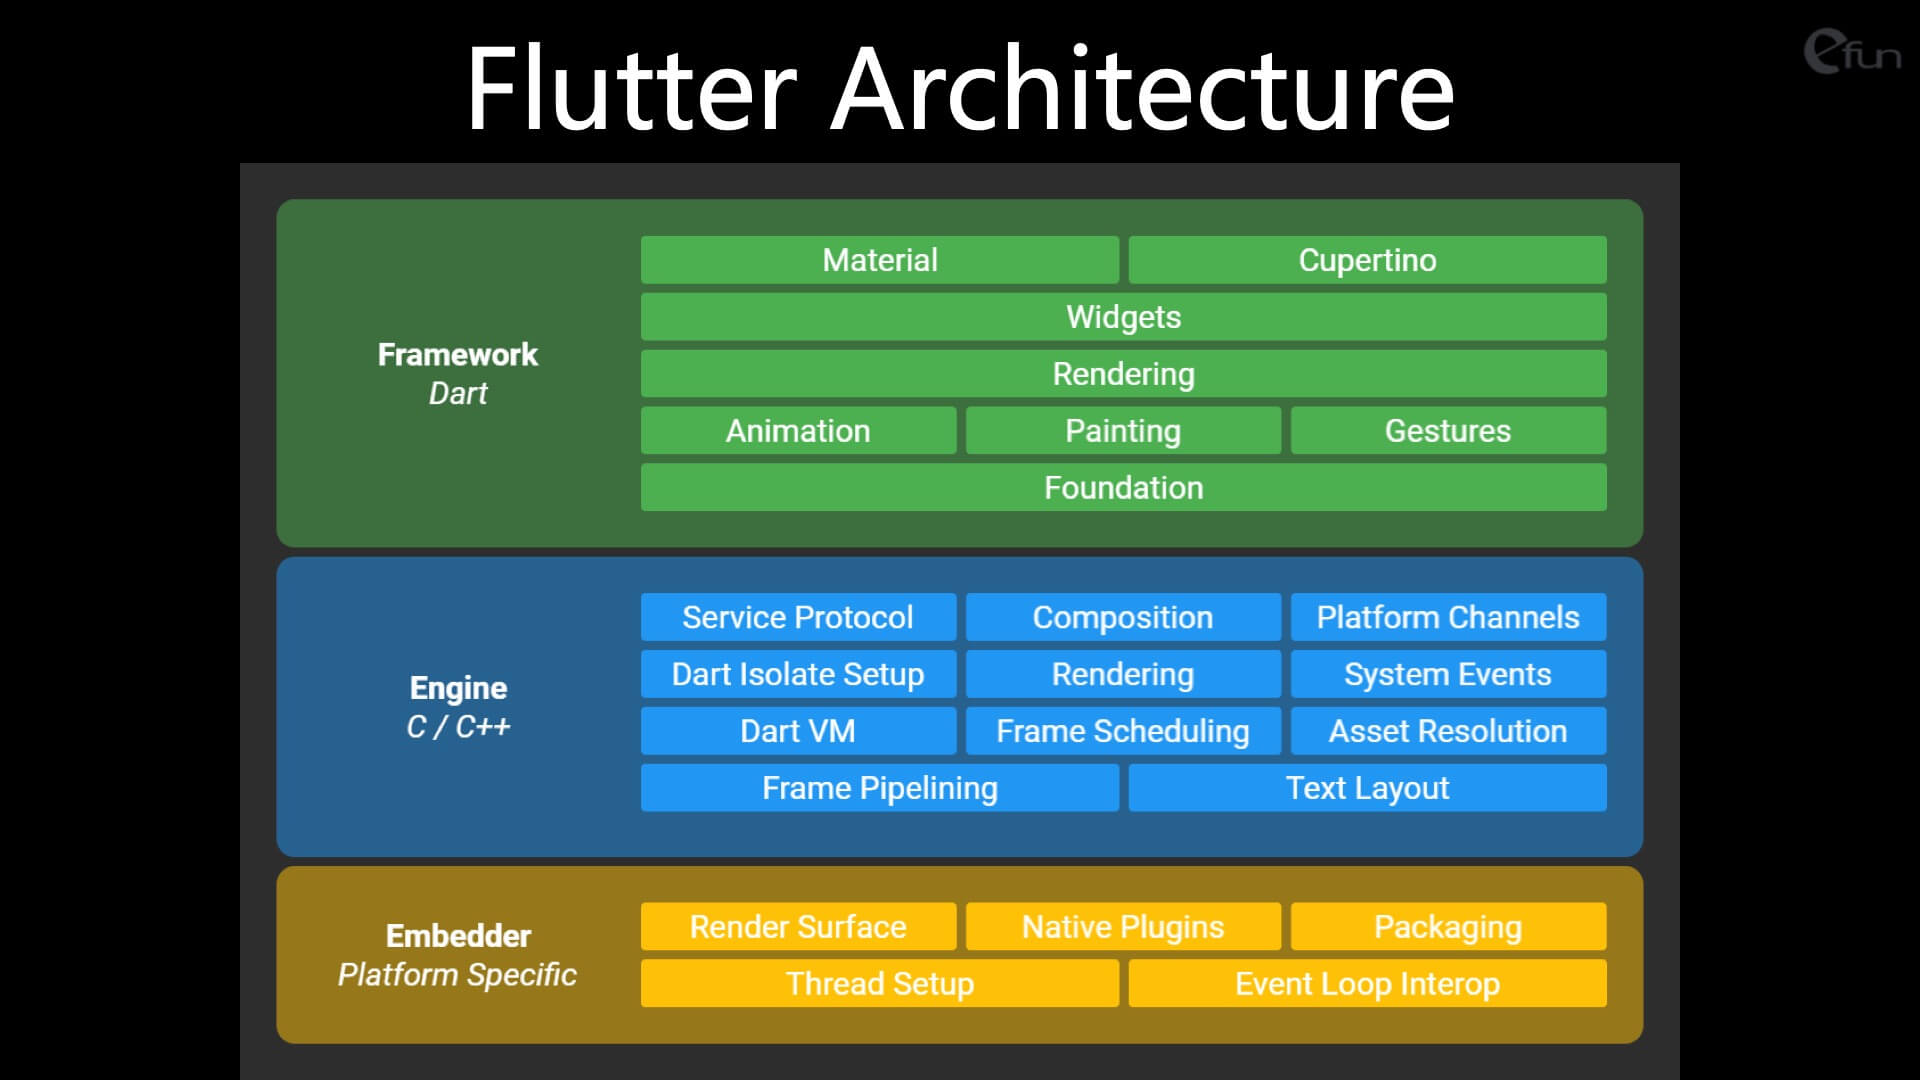 Flutter Architecture
efun
Framework
Dart
Material
Cupertino
Widgets
Rendering
Animation
Painting
Gestures
Foundation
Engine
C / C++
Service Protocol
Composition
Platform Channels
Dart Isolate Setup
Rendering
System Events
Dart VM
Frame Scheduling
Asset Resolution
Frame Pipelining
Text Layout
Embedder
Platform Specific
Render Surface
Native Plugins
Packaging
Thread Setup
Event Loop Interop